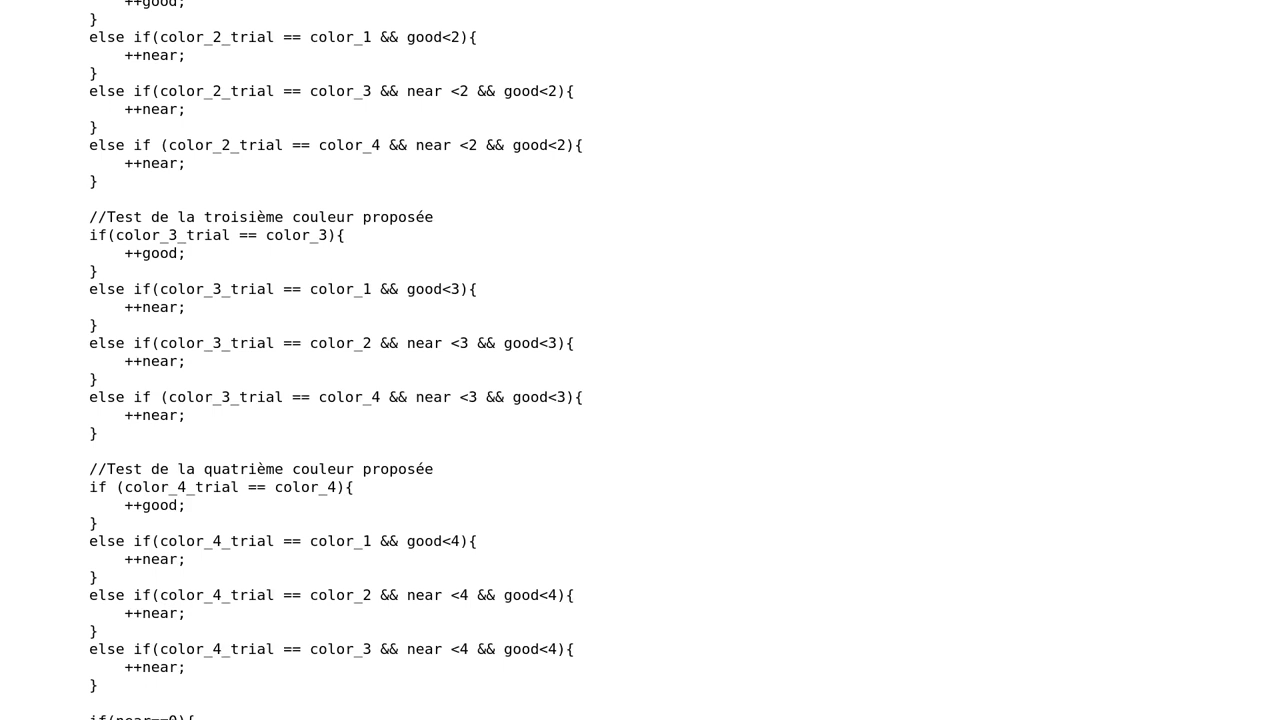 ++good;
}
else if(color_2_trial == color_1 && good<2){
++near;
}
else if(color_2_trial == color_3 && near <2 && good<2){
++near;
}
else if (color_2_trial == color_4 && near <2 && good<2){
++near;
}
//Test de la troisième couleur proposée
if(color_3_trial == color_3){
++good;
}
else if(color_3_trial == color_1 && good<3){
++near;
}
else if(color_3_trial == color_2 && near <3 && good<3){
++near;
}
else if (color_3_trial == color_4 && near <3 && good<3){
++near;
}
//Test de la quatrième couleur proposée
if (color_4_trial == color_4){
++good;
}
else if(color_4_trial == color_1 && good<4){
++near;
}
else if(color_4_trial == color_2 && near <4 && good<4){
++near;
}
else if(color_4_trial == color_3 && near <4 && good<4){
++near;
}
if(near==0){